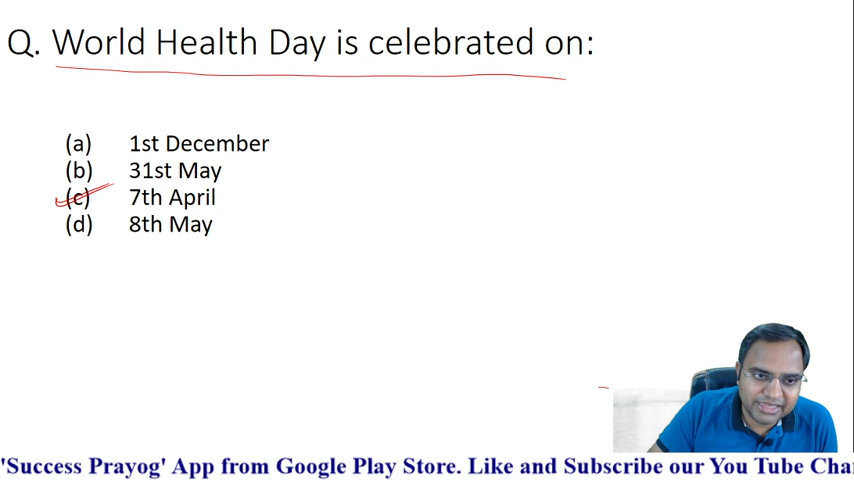 Q. World Health Day is celebrated on:
(a) 1st December
(b) 31st May
(c) 7th April
(d) 8th May
'Success Prayog' App from Google Play Store. Like and Subscribe our You Tube Cha